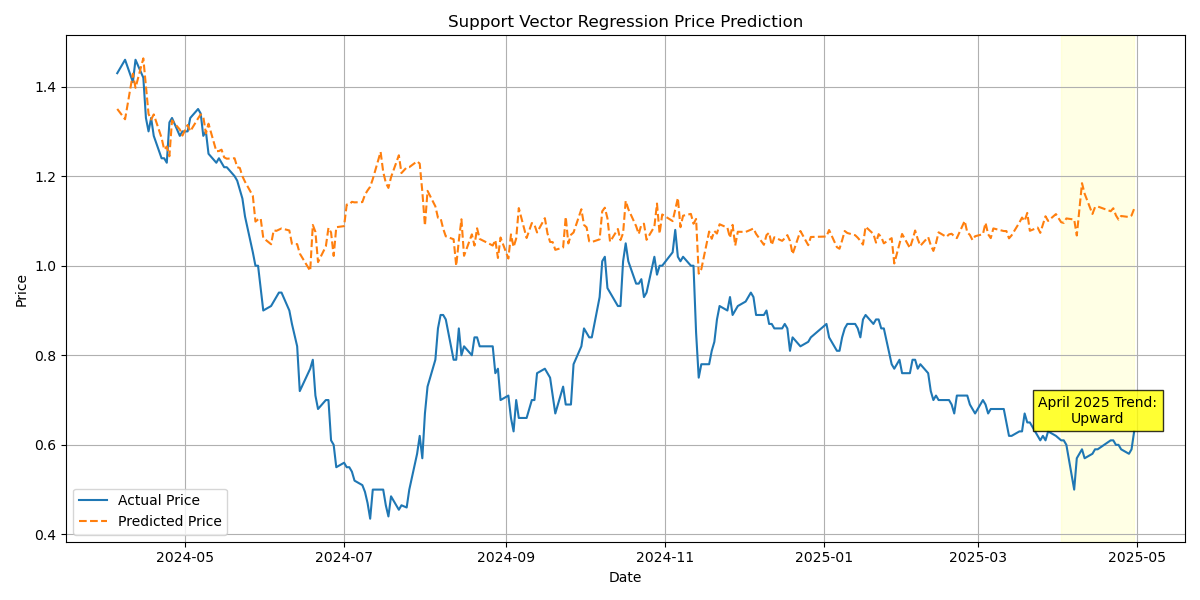 Support Vector Regression Price Prediction
Price
1.4
1.2
1.0
0.8
0.6
0.4
April 2025 Trend:
Upward
Actual Price
Predicted Price
2024-05
2024-07
2024-09
2024-11
2025-01
2025-03
2025-05
Date